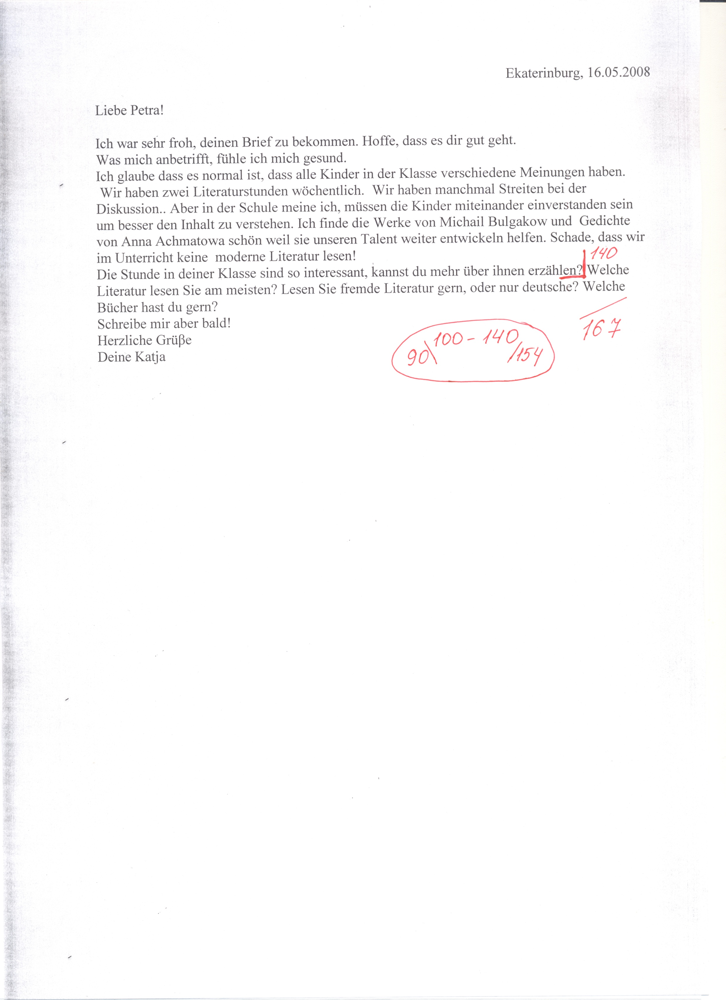 Ekaterinburg, 16.05.2008
Liebe Petra!
Ich war sehr froh, deinen Brief zu bekommen. Hoffe, dass es dir gut geht.
Was mich anbetrifft, fühle ich mich gesund.
Ich glaube dass es normal ist, dass alle Kinder in der Klasse verschiedene Meinungen haben.
Wir haben zwei Literaturstunden wöchentlich. Wir haben manchmal Streiten bei der
Diskussion.. Aber in der Schule meine ich, müssen die Kinder miteinander einverstanden sein
um besser den Inhalt zu verstehen. Ich finde die Werke von Michail Bulgakow und Gedichte
von Anna Achmatowa schön weil sie unseren Talent weiter entwickeln helfen. Schade, dass wir
im Unterricht keine moderne Literatur lesen!
140
Die Stunde in deiner Klasse sind so interessant, kannst du mehr über ihnen erzählen? Welche
Literatur lesen Sie am meisten? Lesen Sie fremde Literatur gern, oder nur deutsche? Welche
Bücher hast du gern?
Schreibe mir aber bald!
167
Herzliche Grüße
100 - 140
90\ /154
Deine Katja